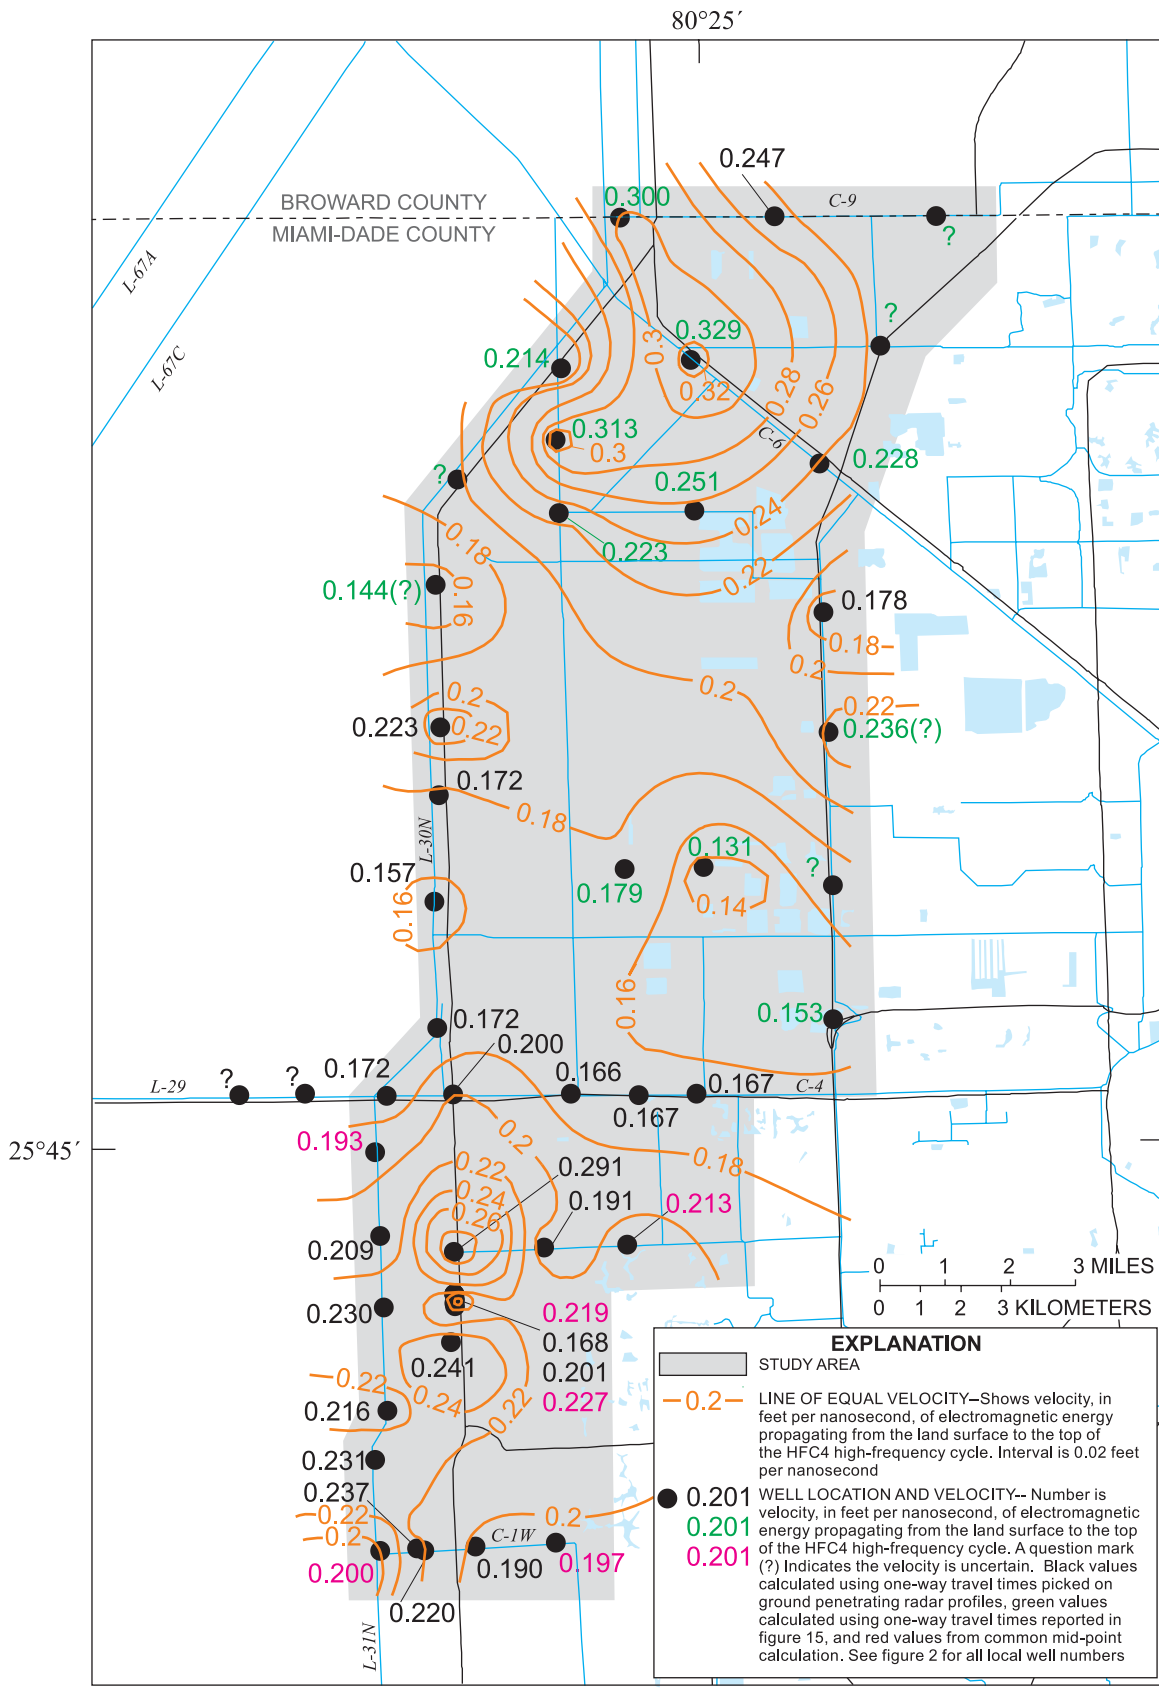 80°25´
0.247
C-9
0.300
BROWARD COUNTY
MIAMI-DADE COUNTY
?
L-67A
?
0.329
0.3
L-67C
0.214
0.32
0.28
0.26
0.313
0.3
C-6
0.228
?
0.251
0.24
0.18
0.223
0.22
0.144(?)
0.16
0.178
0.18
0.2
0.2
0.2
0.22
0.223
0.22
0.236(?)
0.172
0.18
L-30N
0.131
0.157
0.179
?
0.16
0.14
0.16
0.153
0.172
0.200
L-29
?
?
0.172
0.166
0.167
C-4
0.167
0.2
25°45´
0.193
0.18
0.22
0.291
0.24
0.191
0.213
0.26
0.209
0 1 2 3 MILES
0 1 2 3 KILOMETERS
0.230
0.219
0.168
0.241
0.201
0.22
0.24
0.22
0.227
0.216
0.231
0.237
0.22
0.2
0.2
C-1W
0.200
0.190
0.197
0.220
L-31N
EXPLANATION
STUDY AREA
0.2 LINE OF EQUAL VELOCITY--Shows velocity, in
feet per nanosecond, of electromagnetic energy
propagating from the land surface to the top of
the HFC4 high-frequency cycle. Interval is 0.02 feet
per nanosecond
0.201 WELL LOCATION AND VELOCITY-- Number is
0.201 velocity, in feet per nanosecond, of electromagnetic
energy propagating from the land surface to the top
0.201 of the HFC4 high-frequency cycle. A question mark
(?) Indicates the velocity is uncertain. Black values
calculated using one-way travel times picked on
ground penetrating radar profiles, green values
calculated using one-way travel times reported in
figure 15, and red values from common mid-point
calculation. See figure 2 for all local well numbers